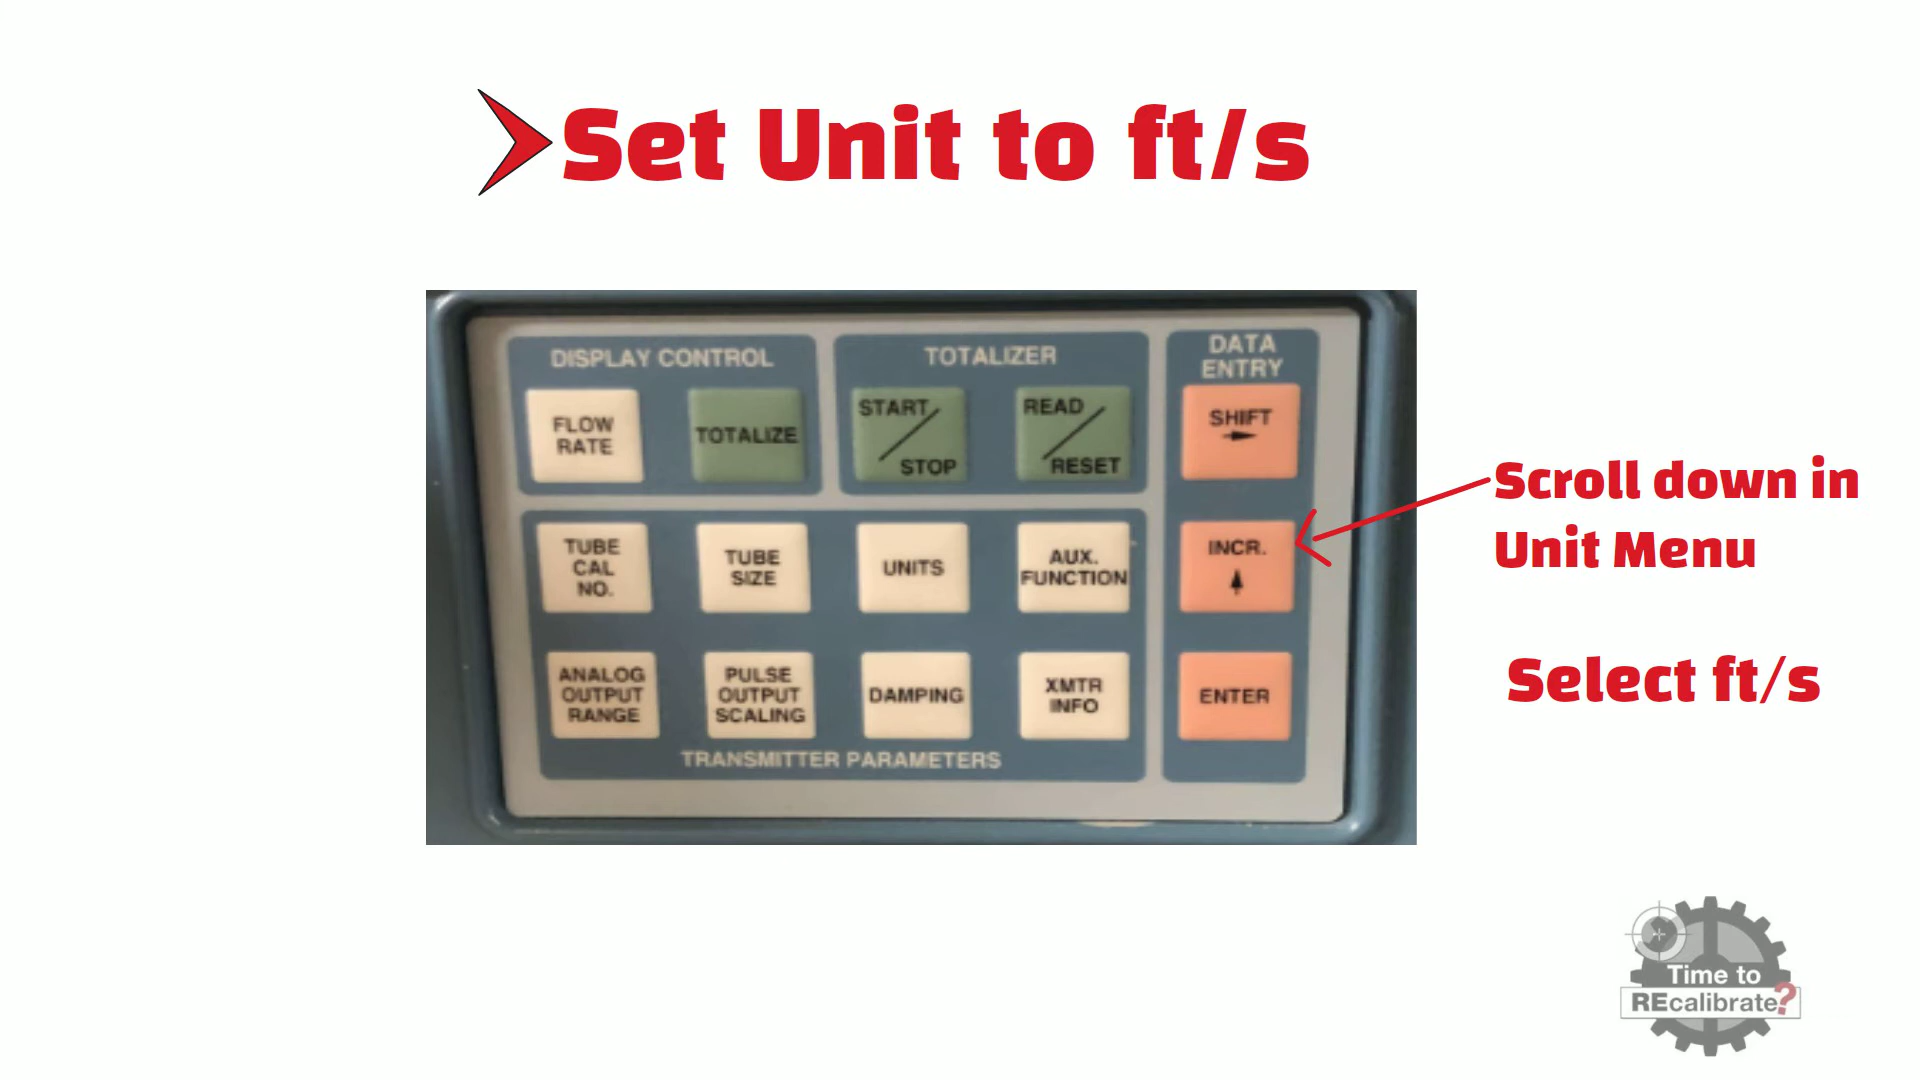 Set Unit to ft/s
DISPLAY CONTROL
FLOW
RATE
TOTALIZE
TOTALIZER
START/
STOP
READ/
RESET
DATA
ENTRY
SHIFT
TUBE
CAL
NO.
TUBE
SIZE
UNITS
AUX.
FUNCTION
INCR.
ANALOG
OUTPUT
RANGE
PULSE
OUTPUT
SCALING
DAMPING
XMTR
INFO
ENTER
TRANSMITTER PARAMETERS
Scroll down in
Unit Menu
Select ft/s
Time to
REcalibrate?